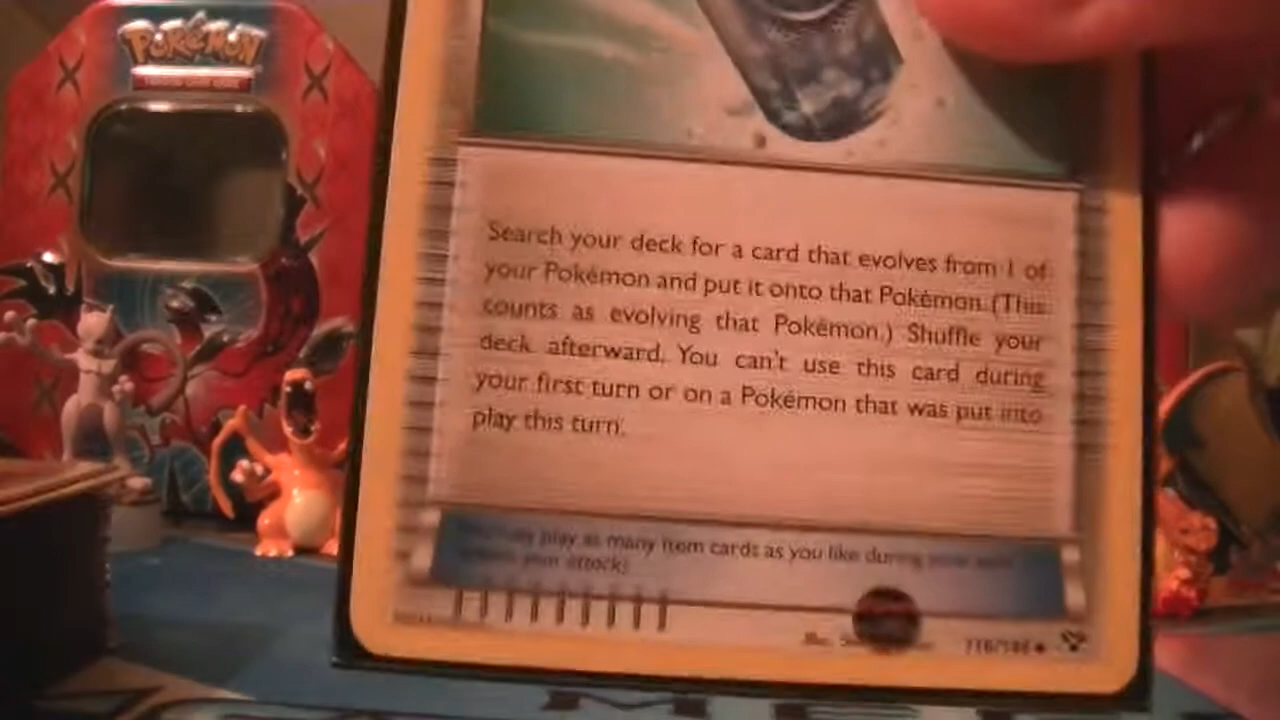 POKéMON
Search your deck for a card that evolves from 1 of
your Pokémon and put it onto that Pokémon. (This
counts as evolving that Pokémon.) Shuffle your
deck afterward. You can't use this card during
your first turn or on a Pokémon that was put into
play this turn.
play as many Item cards as you like during
your attack)